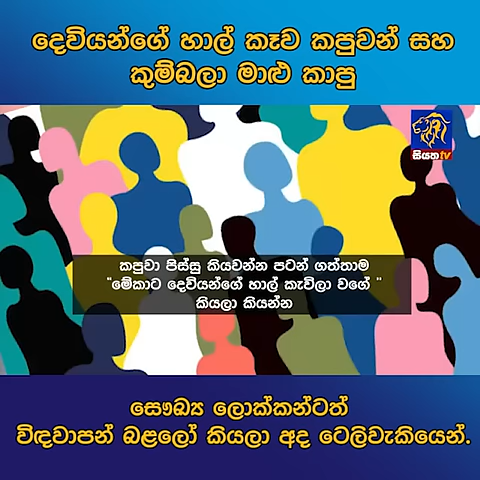 දෙවියන්ගේ හාල් කෑව කපුවන් සහ
කුම්බලා මාළු කාපු
සියතtv
කපුවා පිස්සු කියවන්න පටන් ගත්තාම
"මේකාට දෙවියන්ගේ හාල් කැවිලා වගේ "
කියලා කියන්න
සෞඛ්‍ය ලොක්කන්ටත්
විඳවාපන් බළලෝ කියලා අද ටෙලිවැකියෙන්.